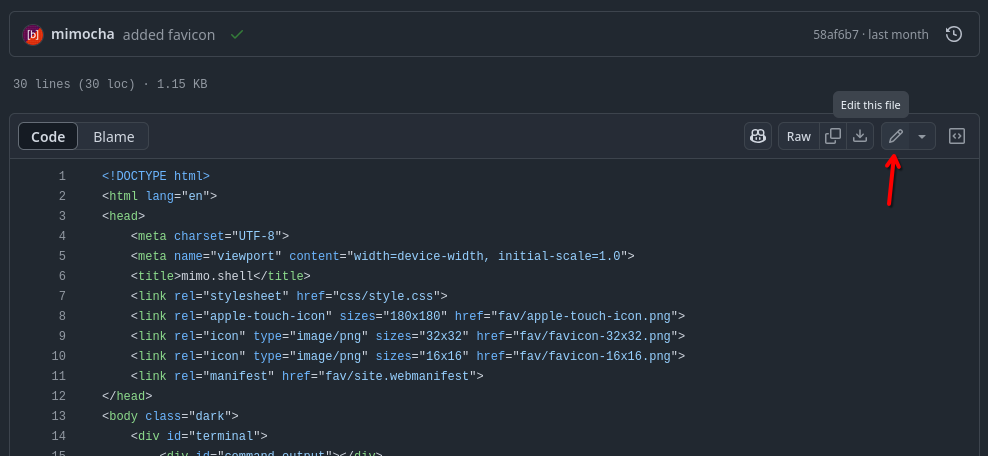 [b] mimocha added favicon 58af6b7 · last month
30 lines (30 loc) · 1.15 KB
Edit this file
Code Blame Raw
1 <!DOCTYPE html>
2 <html lang="en">
3 <head>
4 <meta charset="UTF-8">
5 <meta name="viewport" content="width=device-width, initial-scale=1.0">
6 <title>mimo.shell</title>
7 <link rel="stylesheet" href="css/style.css">
8 <link rel="apple-touch-icon" sizes="180x180" href="fav/apple-touch-icon.png">
9 <link rel="icon" type="image/png" sizes="32x32" href="fav/favicon-32x32.png">
10 <link rel="icon" type="image/png" sizes="16x16" href="fav/favicon-16x16.png">
11 <link rel="manifest" href="fav/site.webmanifest">
12 </head>
13 <body class="dark">
14 <div id="terminal">
15 <div id="command-output"></div>